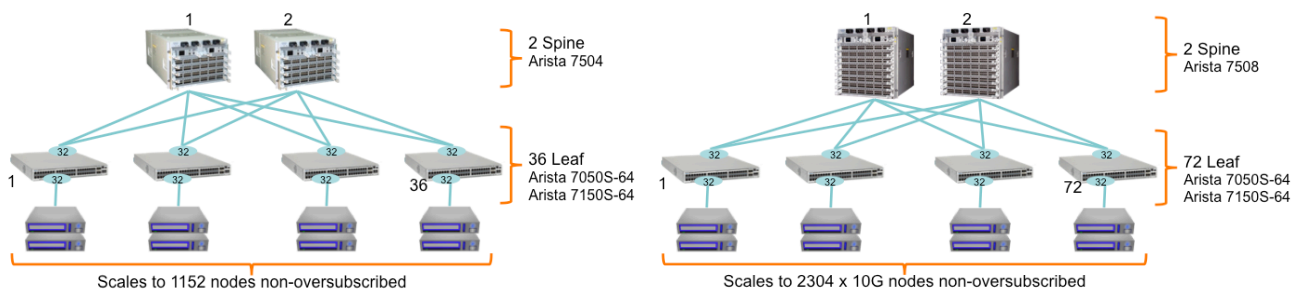 1
2
2 Spine
Arista 7504
32
32
32
32
1
32
32
32
36
32
36 Leaf
Arista 7050S-64
Arista 7150S-64
Scales to 1152 nodes non-oversubscribed
1
2
2 Spine
Arista 7508
32
32
32
32
1
32
32
32
72
32
72 Leaf
Arista 7050S-64
Arista 7150S-64
Scales to 2304 x 10G nodes non-oversubscribed